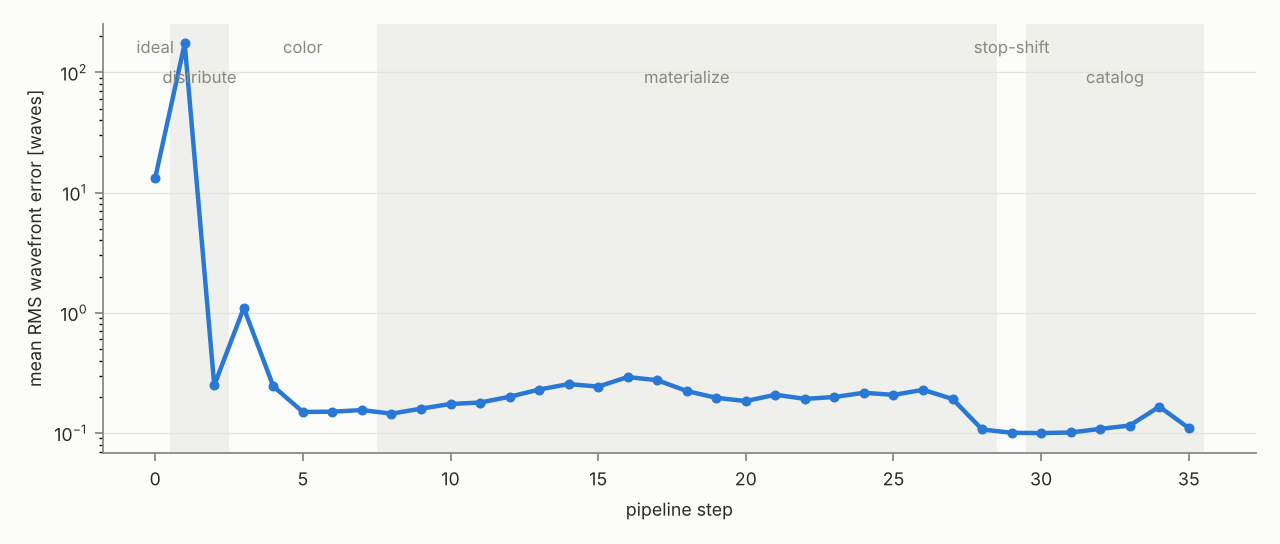 ideal
color
stop-shift
distribute
materialize
catalog
mean RMS wavefront error [waves]
10²
10¹
10⁰
10⁻¹
0 5 10 15 20 25 30 35
pipeline step